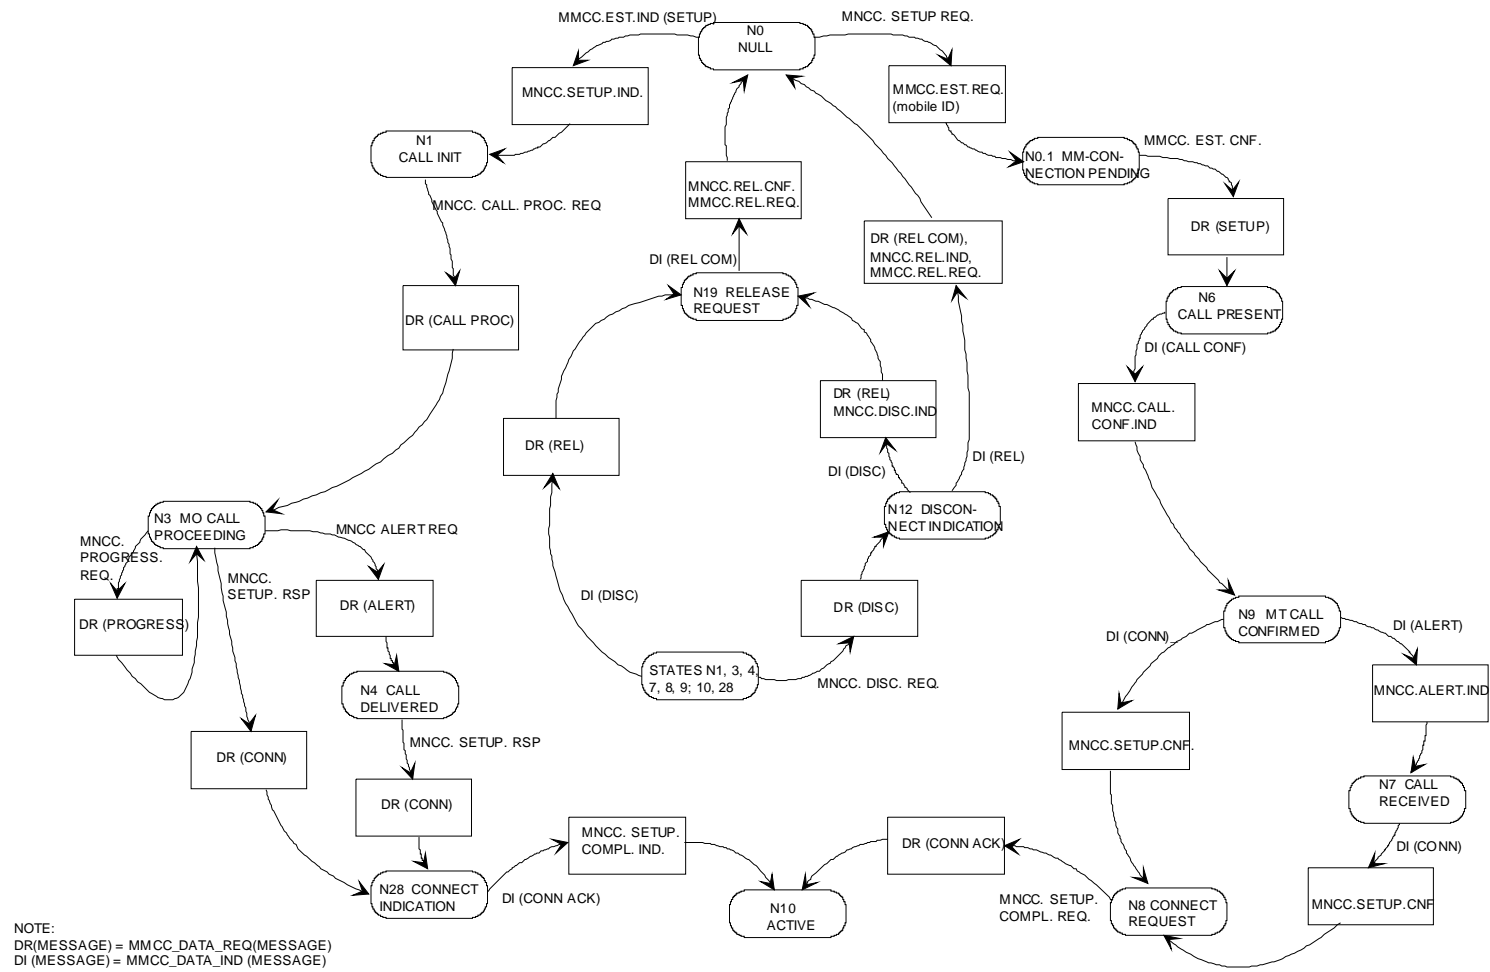 MMCC.EST.IND (SETUP)
N0
NULL
MNCC. SETUP REQ.
MNCC.SETUP.IND.
MMCC.EST.REQ.
(mobile ID)
N1
CALL INIT
N0.1 MM-CON-
NECTION PENDING
MMCC. EST. CNF.
MNCC. CALL. PROC. REQ
MNCC.REL.CNF.
MMCC.REL.REQ.
DR (REL COM),
MNCC.REL.IND,
MMCC.REL.REQ.
DR (SETUP)
DI (REL COM)
N19 RELEASE
REQUEST
N6
CALL PRESENT
DR (CALL PROC)
DI (CALL CONF)
DR (REL)
MNCC.DISC.IND
MNCC.CALL.
CONF.IND
DR (REL)
DI (DISC)
DI (REL)
N12 DISCON-
NECT INDICATION
N3 MO CALL
PROCEEDING
MNCC ALERT REQ
MNCC.
PROGRESS.
REQ.
MNCC.
SETUP. RSP
DI (DISC)
DR (DISC)
DR (ALERT)
DR (PROGRESS)
N9 MT CALL
CONFIRMED
DI (CONN)
DI (ALERT)
STATES N1, 3, 4,
7, 8, 9; 10, 28
MNCC. DISC. REQ.
N4 CALL
DELIVERED
MNCC.ALERT.IND
MNCC. SETUP. RSP
MNCC.SETUP.CNF.
DR (CONN)
N7 CALL
RECEIVED
DR (CONN)
MNCC. SETUP.
COMPL. IND.
DR (CONN ACK)
DI (CONN)
N28 CONNECT
INDICATION
DI (CONN ACK)
N10
ACTIVE
MNCC. SETUP.
COMPL. REQ.
N8 CONNECT
REQUEST
MNCC.SETUP.CNF
NOTE:
DR(MESSAGE) = MMCC_DATA_REQ(MESSAGE)
DI (MESSAGE) = MMCC_DATA_IND (MESSAGE)